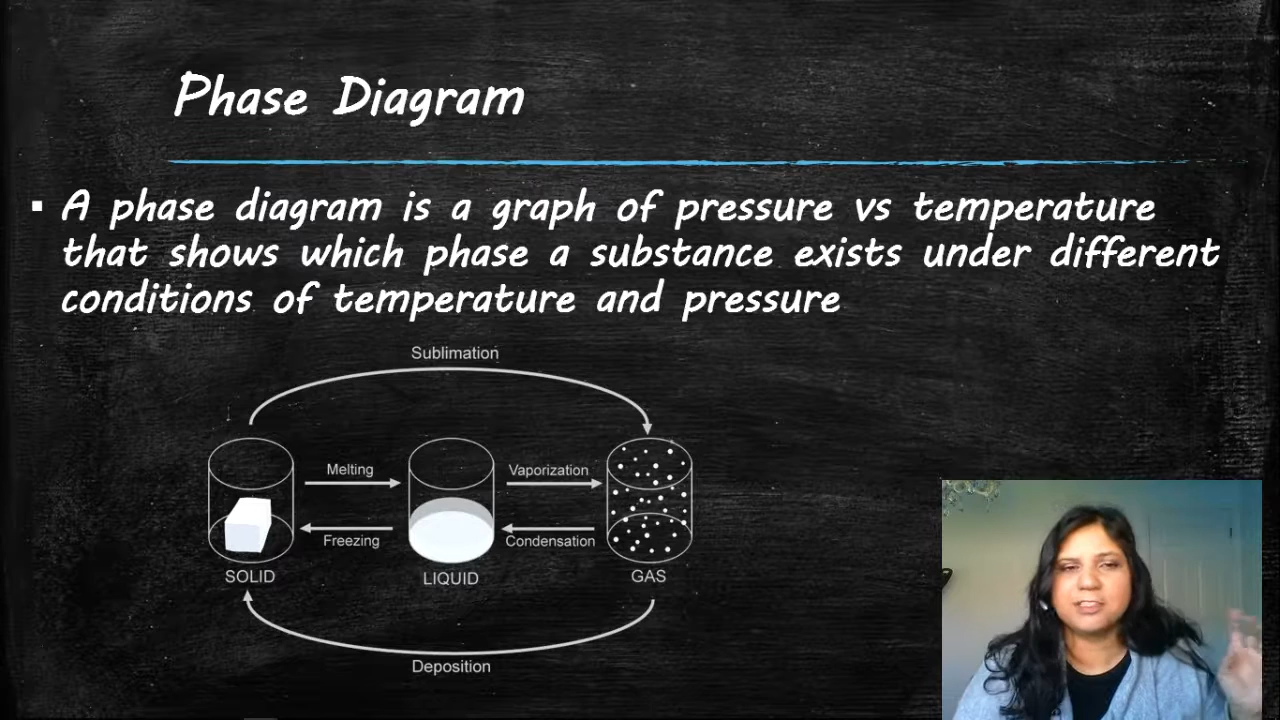 Phase Diagram
▪ A phase diagram is a graph of pressure vs temperature
that shows which phase a substance exists under different
conditions of temperature and pressure
Sublimation
Melting
Vaporization
Freezing
Condensation
SOLID
LIQUID
GAS
Deposition